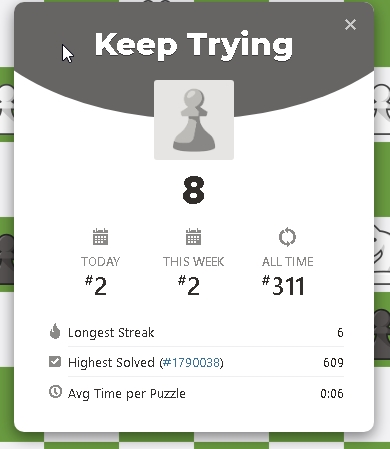 Keep Trying
8
TODAY THIS WEEK ALL TIME
#2 #2 #311
Longest Streak 6
Highest Solved (#1790038) 609
Avg Time per Puzzle 0:06